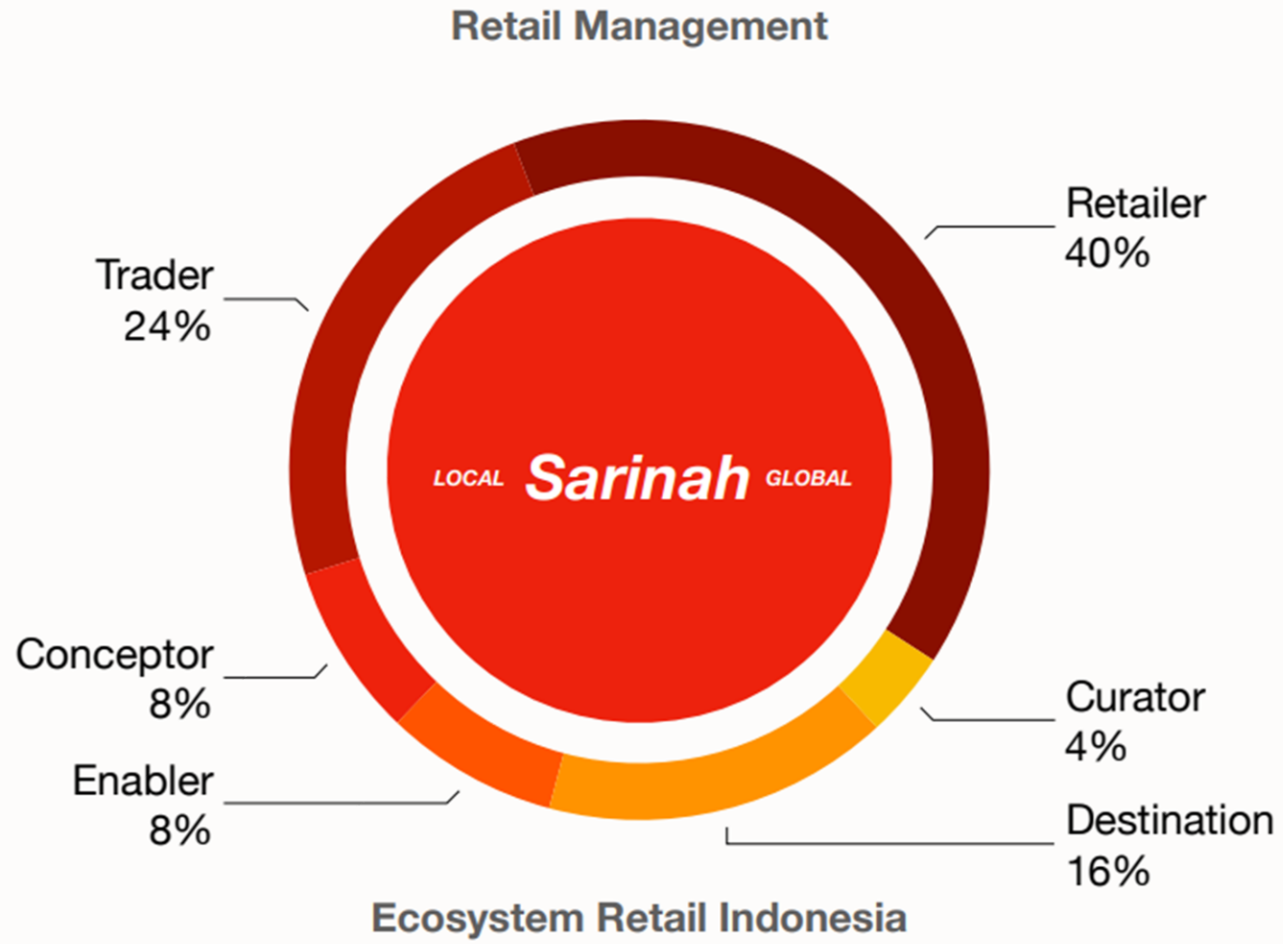 Retail Management
Retailer
40%
Trader
24%
LOCAL Sarinah GLOBAL
Conceptor
8%
Curator
4%
Enabler
8%
Destination
16%
Ecosystem Retail Indonesia